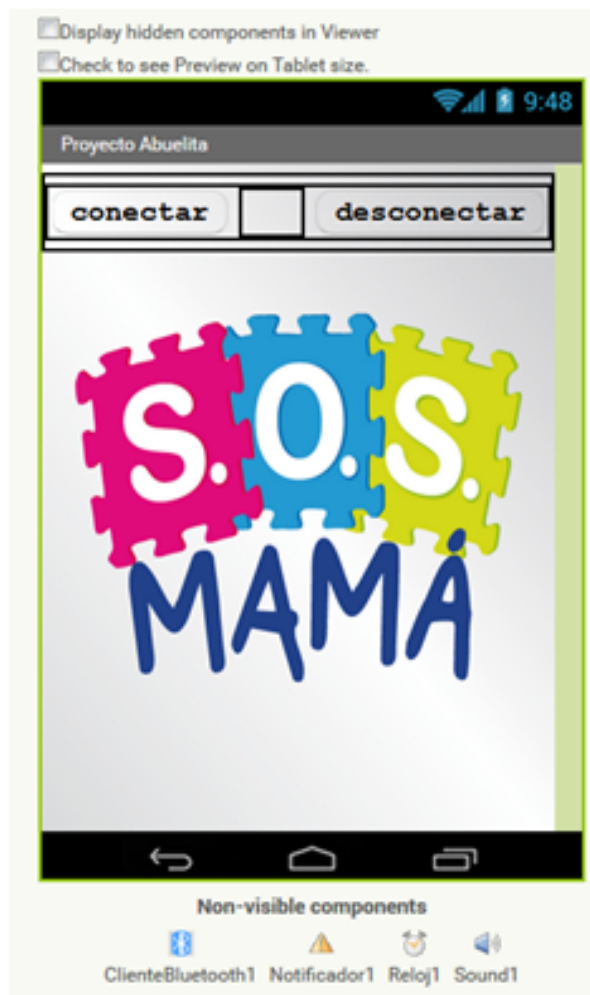 Display hidden components in Viewer
Check to see Preview on Tablet size.
9:48
Proyecto Abuelita
conectar desconectar
S.O.S.
MAMÁ
Non-visible components
ClienteBluetooth1 Notificador1 Reloj1 Sound1